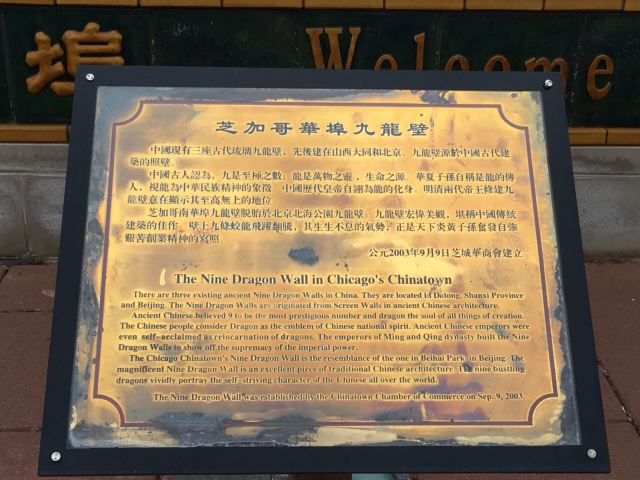 埠 Welcome
芝加哥華埠九龍壁
中國現有三座古代琉璃九龍壁，先後建在山西大同和北京。九龍壁源於中國古代建
築的照壁。
中國古人認為、九是至極之數；龍是萬物之靈，生命之源。華夏子孫自稱是龍的傳
人，視龍為中華民族精神的象徵。中國歷代皇帝自詡為龍的化身。明清兩代帝王修建九
龍壁意在顯示其至高無上的地位。
芝加哥南華埠九龍壁脱胎於北京北海公園九龍壁。九龍壁宏偉美觀，堪稱中國傳統
建築的佳作。壁上九條蛟龍飛躍翻騰，其生生不息的氣勢，正是天下炎黃子孫奮發自強
艱苦創業精神的寫照
公元2003年9月9日芝城華商會建立
The Nine Dragon Wall in Chicago's Chinatown
There are three existing ancient Nine Dragon Walls in China. They are located in Datong, Shanxi Province
and Beijing. The Nine Dragon Walls are originated from Screen Walls in ancient Chinese architecture.
Ancient Chinese believed 9 to be the most prestigious number and dragon the soul of all things of creation.
The Chinese people consider Dragon as the emblem of Chinese national spirit. Ancient Chinese emperors were
even self-acclaimed as reincarnation of dragons. The emperors of Ming and Qing dynasty built the Nine
Dragon Walls to show off the supremacy of the imperial power.
The Chicago Chinatown's Nine Dragon Wall is the resemblance of the one in Beihai Park in Beijing. The
magnificent Nine Dragon Wall is an excellent piece of traditional Chinese architecture. The nine bustling
dragons vividly portray the self-striving character of the Chinese all over the world.
The Nine Dragon Wall was established by the Chinatown Chamber of Commerce on Sep. 9, 2003.